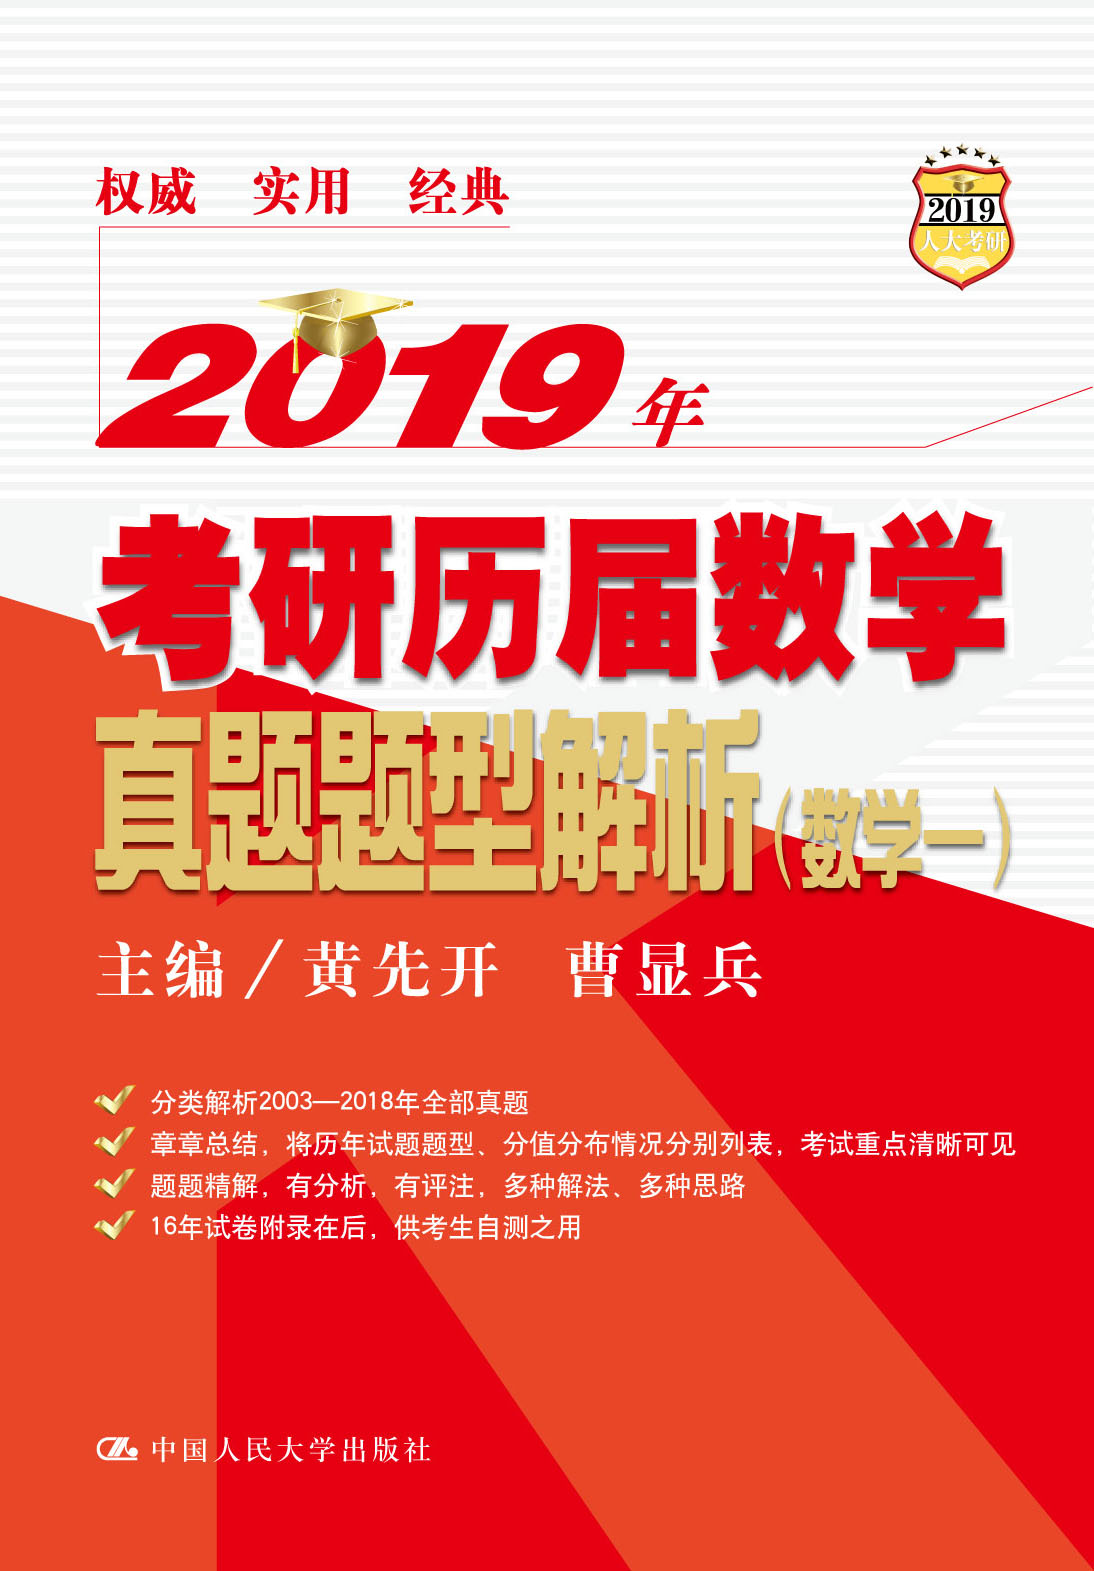 权威 实用 经典
2019
人大考研
2019年
考研历届数学
真题题型解析(数学一)
主编/黄先开 曹显兵
分类解析2003—2018年全部真题
章章总结，将历年试题题型、分值分布情况分别列表，考试重点清晰可见
题题精解，有分析，有评注，多种解法、多种思路
16年试卷附录在后，供考生自测之用
中国人民大学出版社